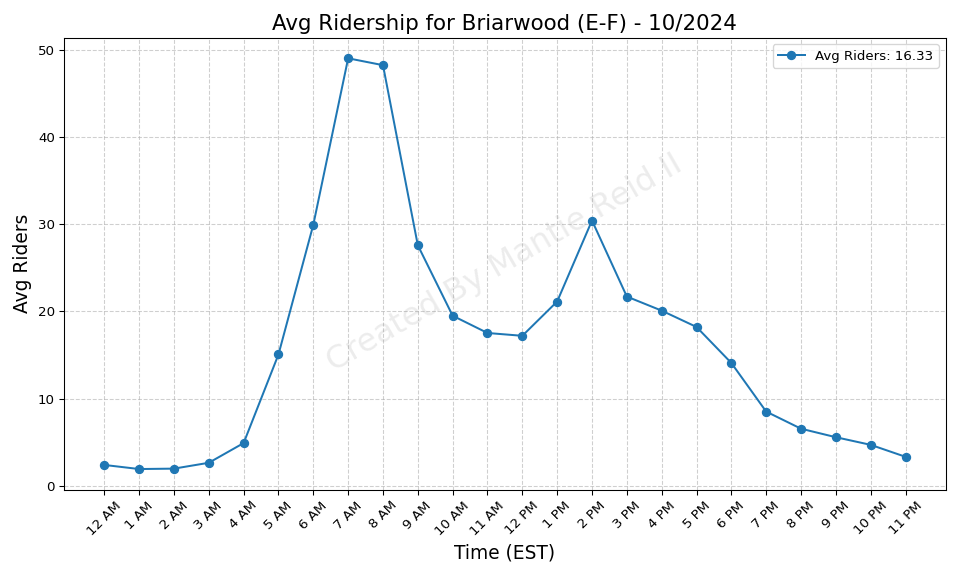 Avg Ridership for Briarwood (E-F) - 10/2024
Avg Riders: 16.33
50
40
30
20
10
0
Avg Riders
Created By Mantie Reid II
12 AM
1 AM
2 AM
3 AM
4 AM
5 AM
6 AM
7 AM
8 AM
9 AM
10 AM
11 AM
12 PM
1 PM
2 PM
3 PM
4 PM
5 PM
6 PM
7 PM
8 PM
9 PM
10 PM
11 PM
Time (EST)